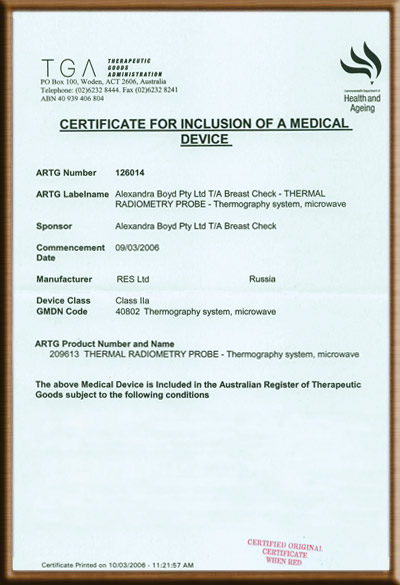 TGA THERAPEUTIC
GOODS
ADMINISTRATION
PO Box 100, Woden, ACT 2606, Australia
Telephone: (02)6232 8444. Fax (02)6232 8241
ABN 40 939 406 804
Commonwealth Department of
Health and
Ageing
CERTIFICATE FOR INCLUSION OF A MEDICAL
DEVICE
ARTG Number 126014
ARTG Labelname Alexandra Boyd Pty Ltd T/A Breast Check - THERMAL
RADIOMETRY PROBE - Thermography system, microwave
Sponsor Alexandra Boyd Pty Ltd T/A Breast Check
Commencement 09/03/2006
Date
Manufacturer RES Ltd Russia
Device Class Class IIa
GMDN Code 40802 Thermography system, microwave
ARTG Product Number and Name
209613 THERMAL RADIOMETRY PROBE - Thermography system, microwave
The above Medical Device is Included in the Australian Register of Therapeutic
Goods subject to the following conditions
CERTIFIED ORIGINAL
CERTIFICATE
WHEN RED
Certificate Printed on 10/03/2006 - 11:21:57 AM